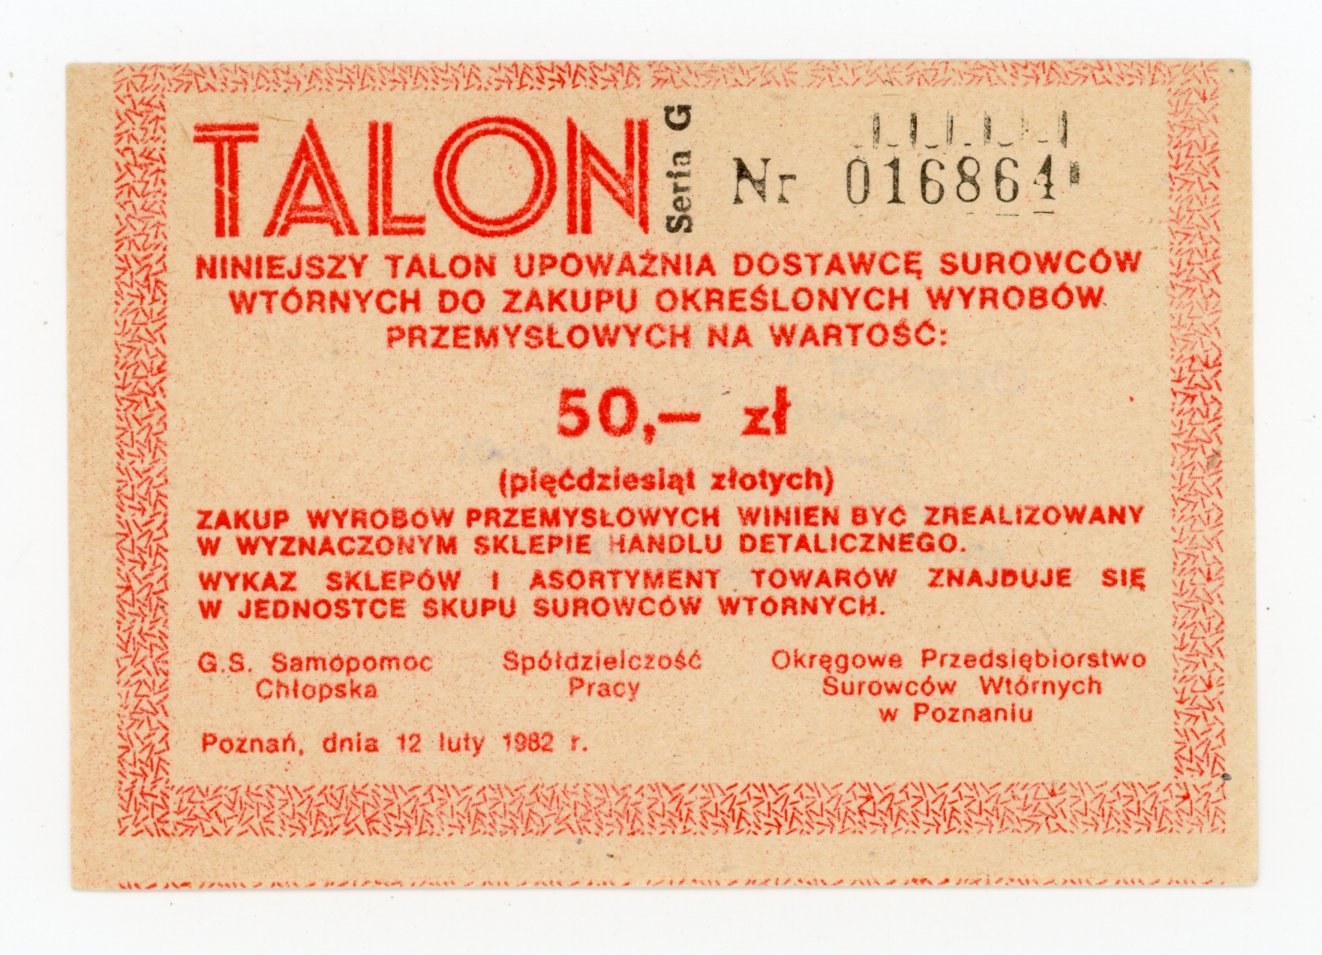 TALON
Seria G
Nr 016864
NINIEJSZY TALON UPOWAŻNIA DOSTAWCĘ SUROWCÓW
WTÓRNYCH DO ZAKUPU OKREŚLONYCH WYROBÓW
PRZEMYSŁOWYCH NA WARTOŚĆ:
50,— zł
(pięćdziesiąt złotych)
ZAKUP WYROBÓW PRZEMYSŁOWYCH WINIEN BYĆ ZREALIZOWANY
W WYZNACZONYM SKLEPIE HANDLU DETALICZNEGO.
WYKAZ SKLEPÓW I ASORTYMENT TOWARÓW ZNAJDUJE SIĘ
W JEDNOSTCE SKUPU SUROWCÓW WTÓRNYCH.
G.S. Samopomoc Spółdzielczość Okręgowe Przedsiębiorstwo
Chłopska Pracy Surowców Wtórnych
w Poznaniu
Poznań, dnia 12 luty 1982 r.